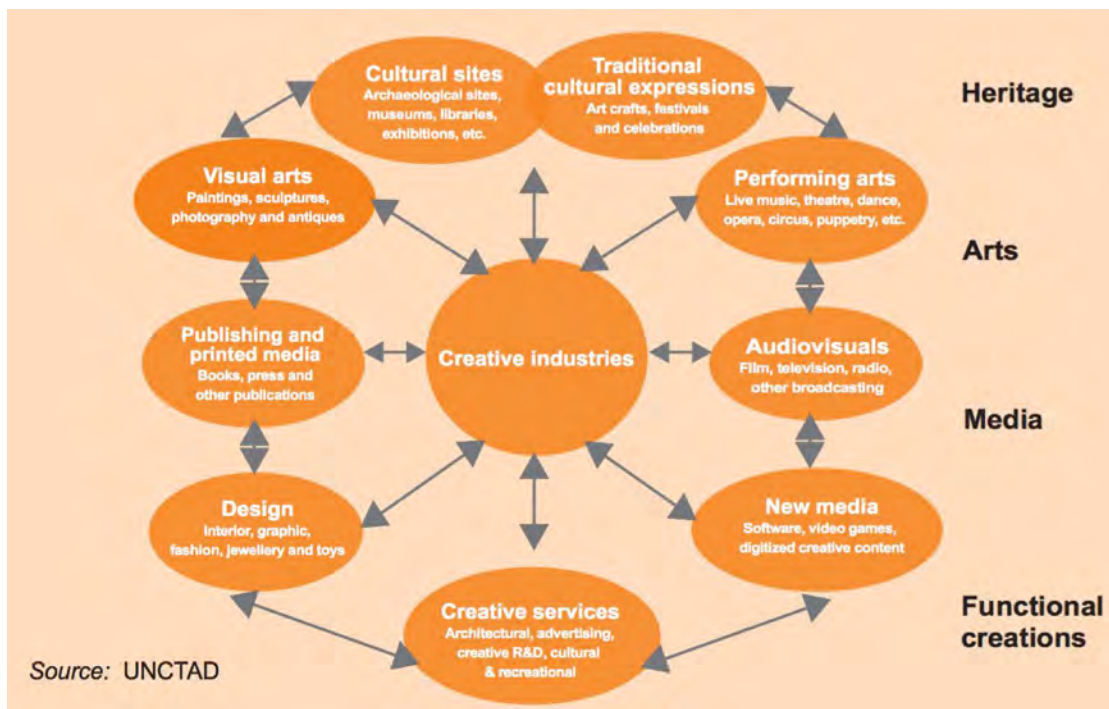 Cultural sites
Archaeological sites,
museums, libraries,
exhibitions, etc.
Traditional
cultural expressions
Art crafts, festivals
and celebrations
Heritage
Visual arts
Paintings, sculptures,
photography and antiques
Performing arts
Live music, theatre, dance,
opera, circus, puppetry, etc.
Arts
Publishing and
printed media
Books, press and
other publications
Creative industries
Audiovisuals
Film, television, radio,
other broadcasting
Media
Design
Interior, graphic,
fashion, jewellery and toys
New media
Software, video games,
digitized creative content
Creative services
Architectural, advertising,
creative R&D, cultural
& recreational
Functional
creations
Source: UNCTAD